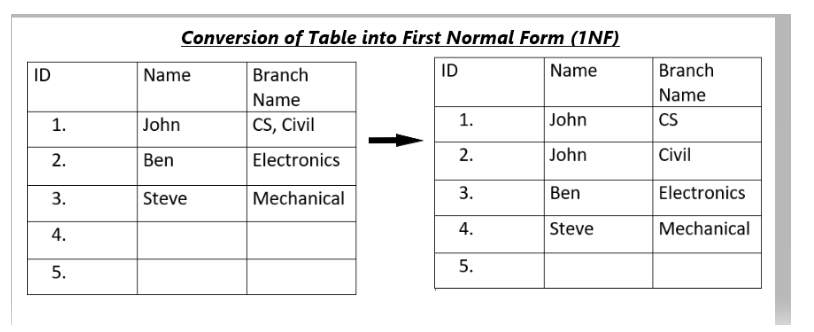 Conversion of Table into First Normal Form (1NF)
ID Name Branch
Name
1. John CS, Civil
2. Ben Electronics
3. Steve Mechanical
4.
5.
ID Name Branch
Name
1. John CS
2. John Civil
3. Ben Electronics
4. Steve Mechanical
5.